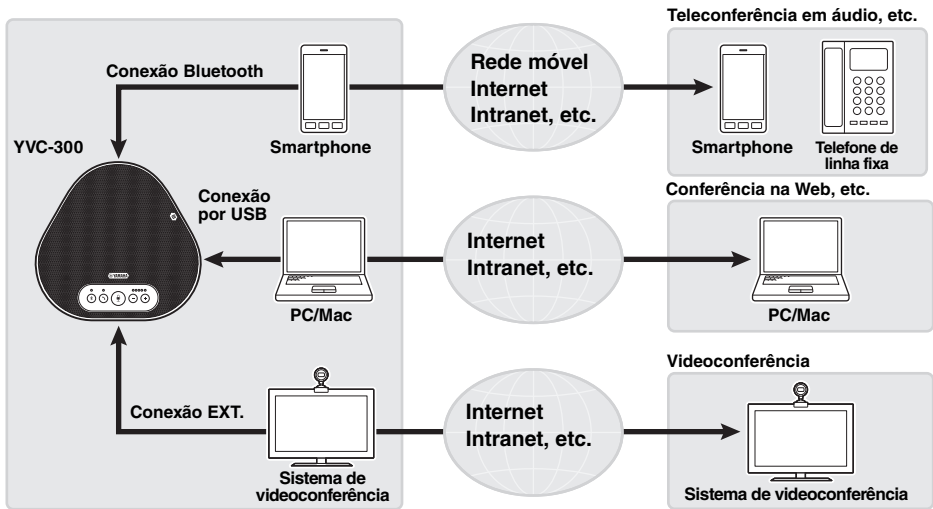 Teleconferência em áudio, etc.
Conexão Bluetooth
Rede móvel
Internet
Intranet, etc.
YVC-300
Smartphone
Smartphone
Telefone de
linha fixa
Conexão
por USB
Conferência na Web, etc.
Internet
Intranet, etc.
YAMAHA
PC/Mac
PC/Mac
Videoconferência
Conexão EXT.
Internet
Intranet, etc.
Sistema de
videoconferência
Sistema de videoconferência